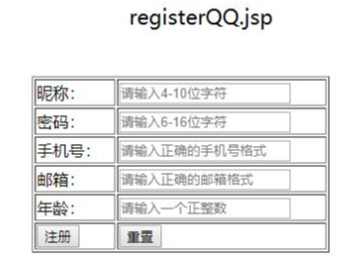 registerQQ.jsp
昵称: 请输入4-10位字符
密码: 请输入6-16位字符
手机号: 请输入正确的手机号格式
邮箱: 请输入正确的邮箱格式
年龄: 请输入一个正整数
注册 重置